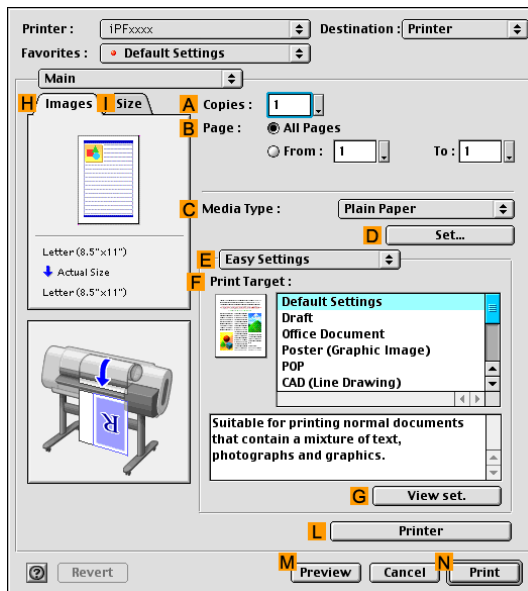 Printer : iPFxxxx Destination : Printer
Favorites : Default Settings
Main
H Images I Size
A Copies : 1
B Page : All Pages
From : 1 To : 1
C Media Type : Plain Paper
D Set...
Letter (8.5"x11")
Actual Size
Letter (8.5"x11")
E Easy Settings
F Print Target :
Default Settings
Draft
Office Document
Poster (Graphic Image)
POP
CAD (Line Drawing)
R
Suitable for printing normal documents
that contain a mixture of text,
photographs and graphics.
G View set.
L Printer
? Revert M Preview Cancel N Print